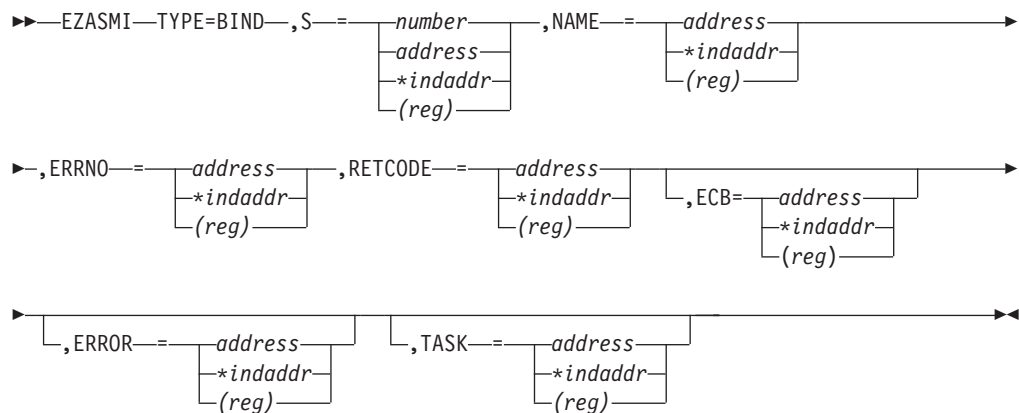 EZASMI TYPE=BIND ,S = number ,NAME = address
address *indaddr
*indaddr (reg)
(reg)
,ERRNO = address ,RETCODE = address
*indaddr *indaddr ,ECB= address
(reg) (reg) *indaddr
(reg)
,ERROR = address ,TASK = address
*indaddr *indaddr
(reg) (reg)